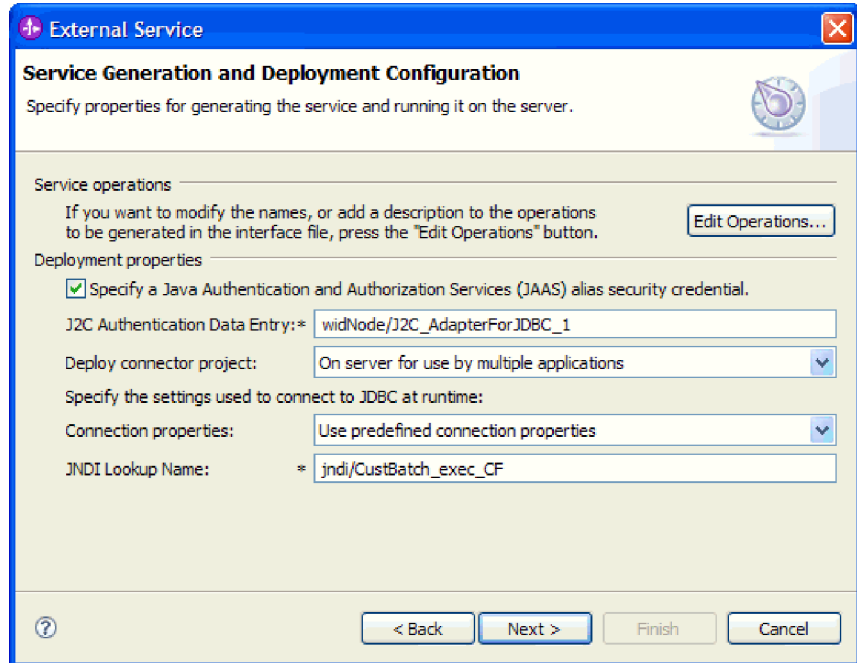 External Service
Service Generation and Deployment Configuration
Specify properties for generating the service and running it on the server.
Service operations
If you want to modify the names, or add a description to the operations
to be generated in the interface file, press the "Edit Operations" button.
Edit Operations...
Deployment properties
Specify a Java Authentication and Authorization Services (JAAS) alias security credential.
J2C Authentication Data Entry:* widNode/J2C_AdapterForJDBC_1
Deploy connector project: On server for use by multiple applications
Specify the settings used to connect to JDBC at runtime:
Connection properties: Use predefined connection properties
JNDI Lookup Name: * jndi/CustBatch_exec_CF
? < Back Next > Finish Cancel